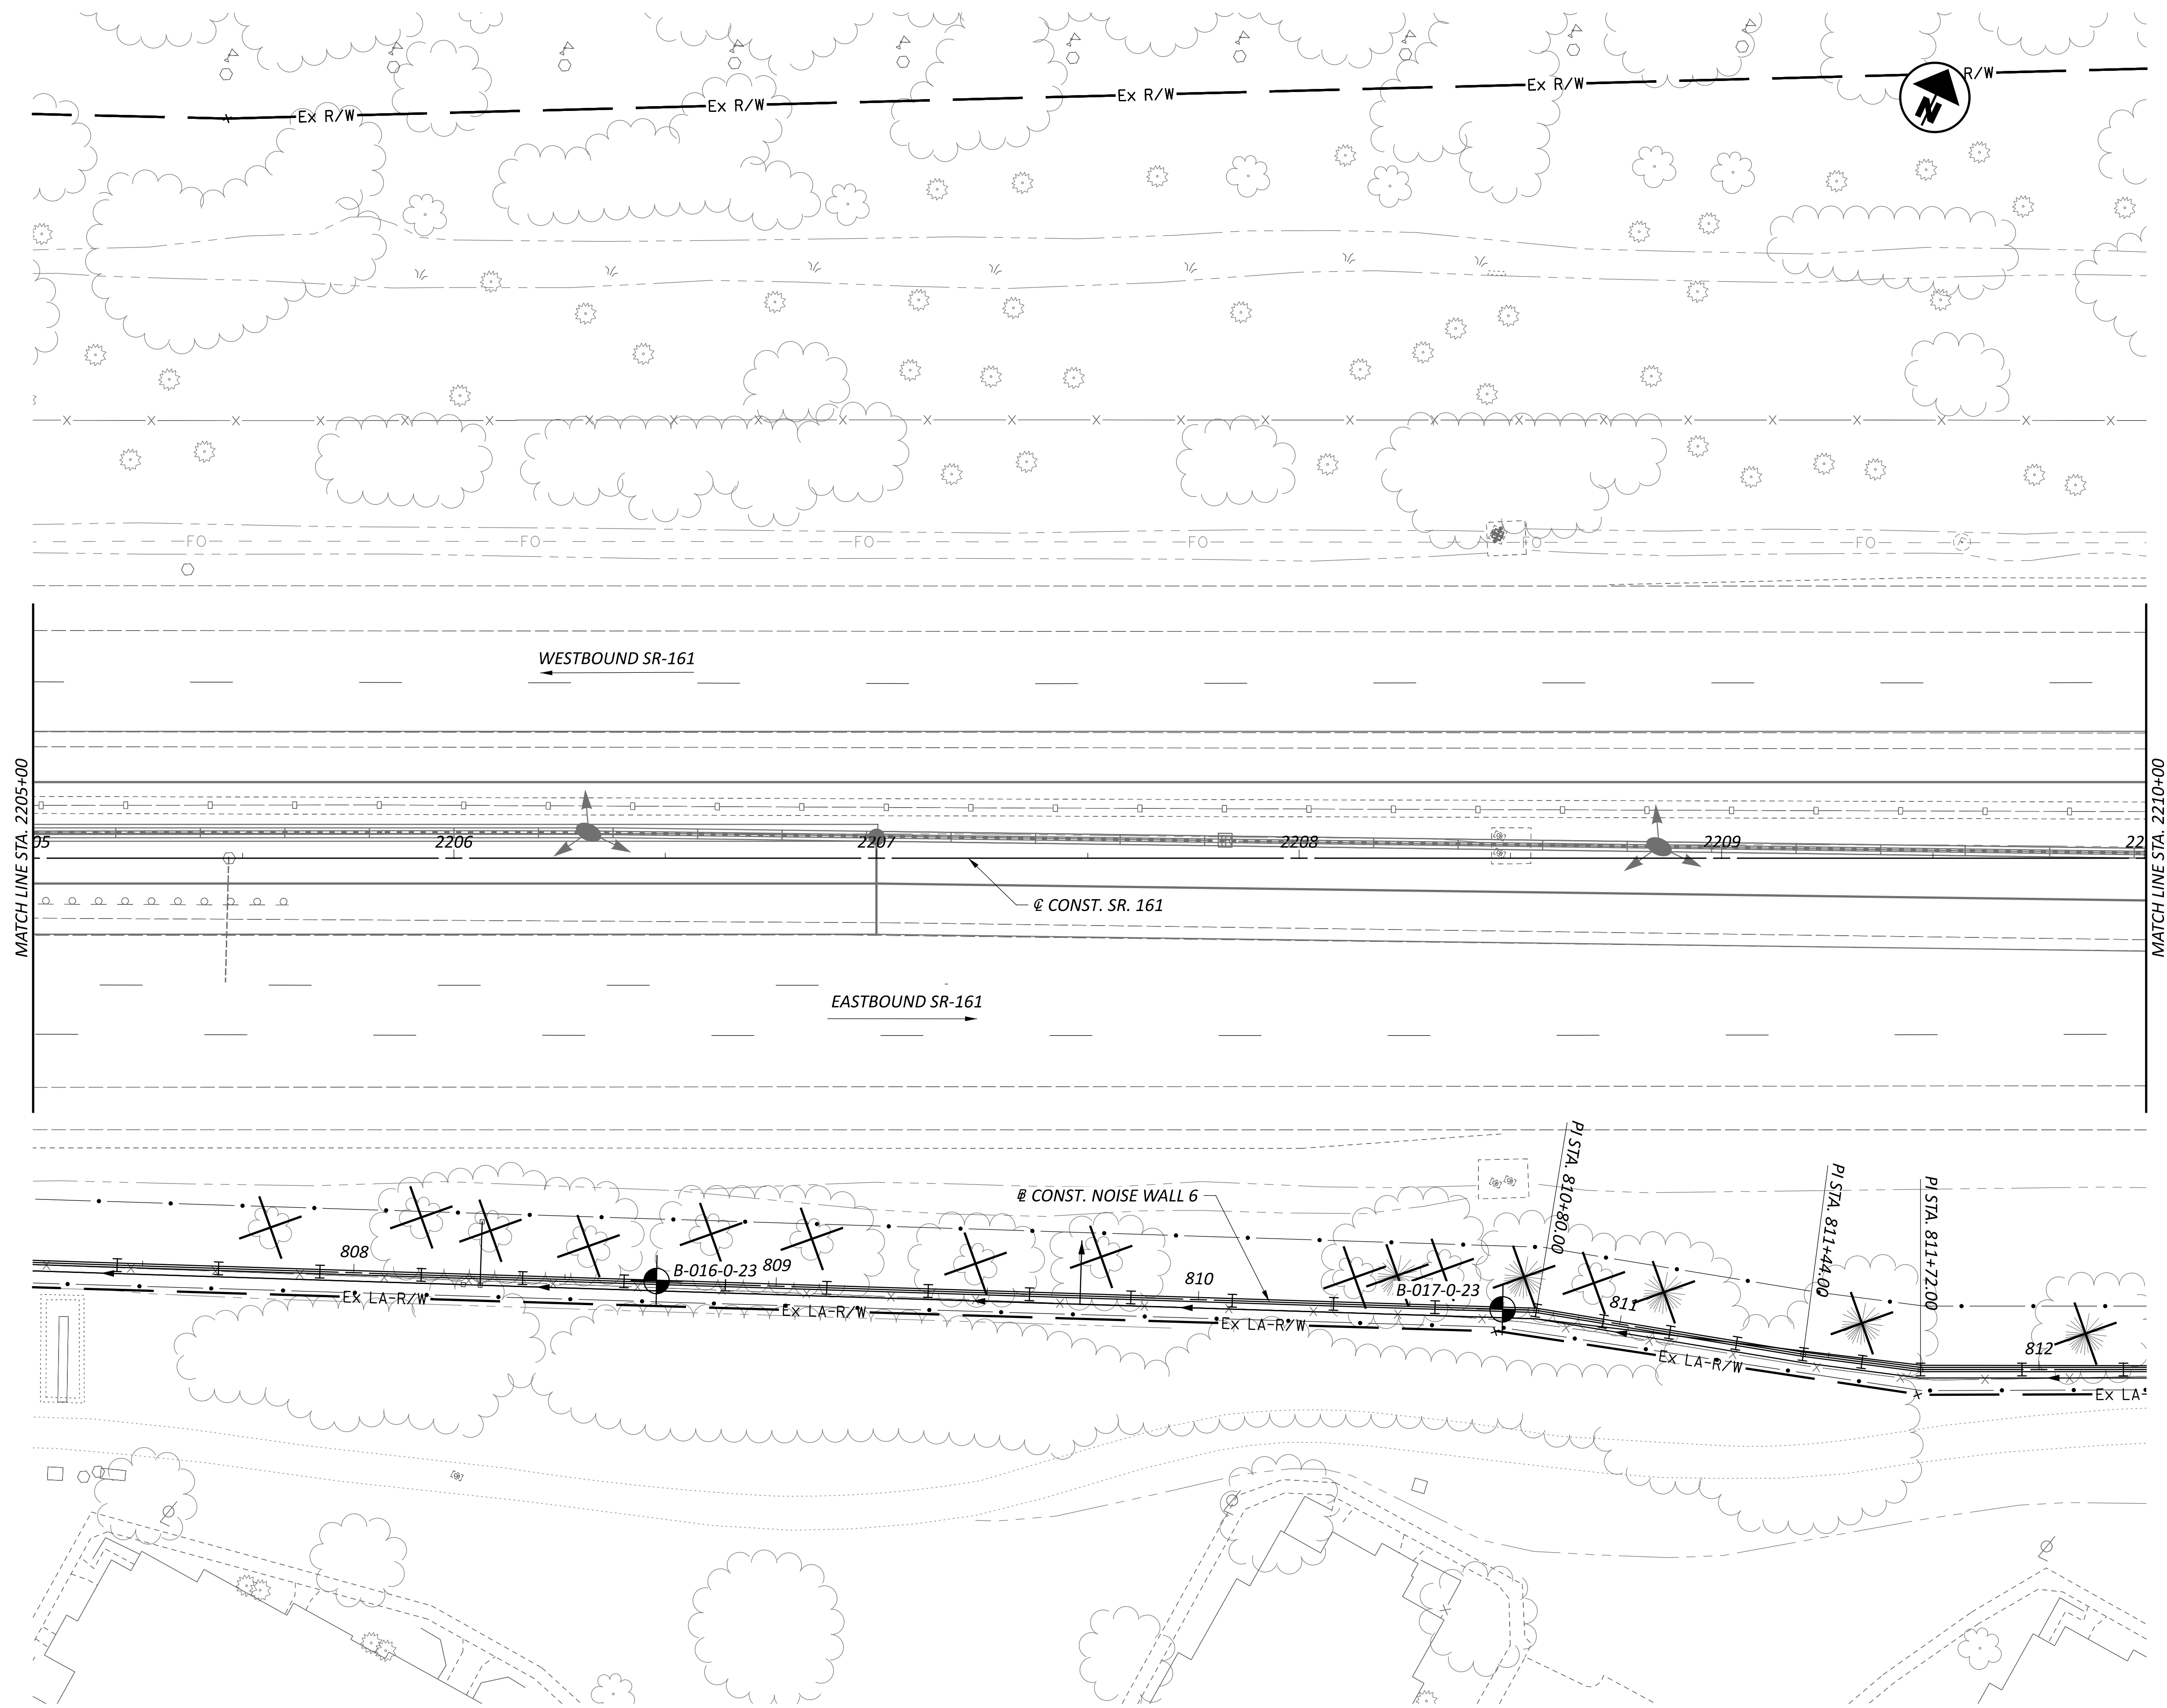 Ex R/W
Ex R/W
Ex R/W
Ex R/W
R/W
N
FO
FO
FO
FO
FO
FO
WESTBOUND SR-161
MATCH LINE STA. 2205+00
MATCH LINE STA. 2210+00
05
2206
2207
2208
2209
22
℄ CONST. SR. 161
EASTBOUND SR-161
PI STA. 810+80.00
PI STA. 811+44.00
PI STA. 811+72.00
CONST. NOISE WALL 6
808
B-016-0-23
809
810
B-017-0-23
811
812
Ex LA-R/W
Ex LA-R/W
Ex LA-R/W
Ex LA-R/W
Ex LA